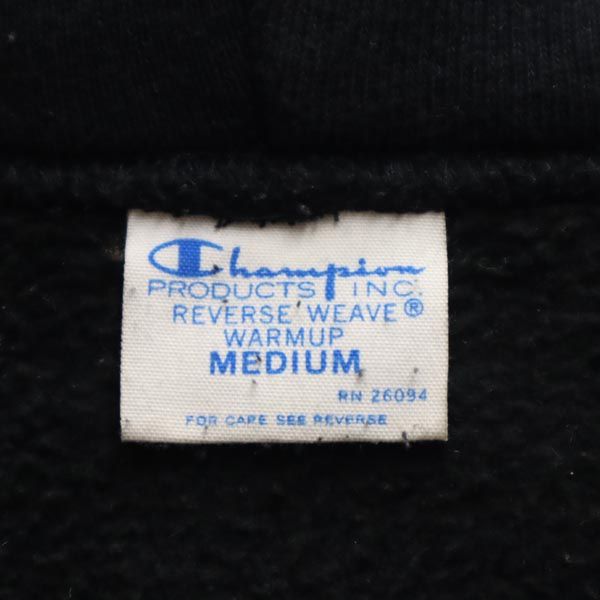 Champion
PRODUCTS INC.
REVERSE WEAVE®
WARMUP
MEDIUM
RN 26094
FOR CARE SEE REVERSE